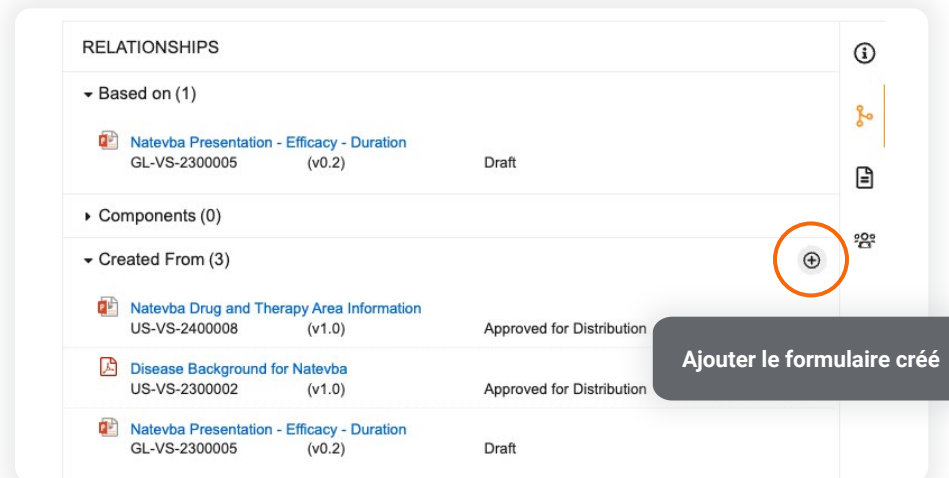 RELATIONSHIPS
Based on (1)
Natevba Presentation - Efficacy - Duration
GL-VS-2300005 (v0.2) Draft
Components (0)
Created From (3)
Natevba Drug and Therapy Area Information
US-VS-2400008 (v1.0) Approved for Distribution
Ajouter le formulaire créé
Disease Background for Natevba
US-VS-2300002 (v1.0) Approved for Distribution
Natevba Presentation - Efficacy - Duration
GL-VS-2300005 (v0.2) Draft